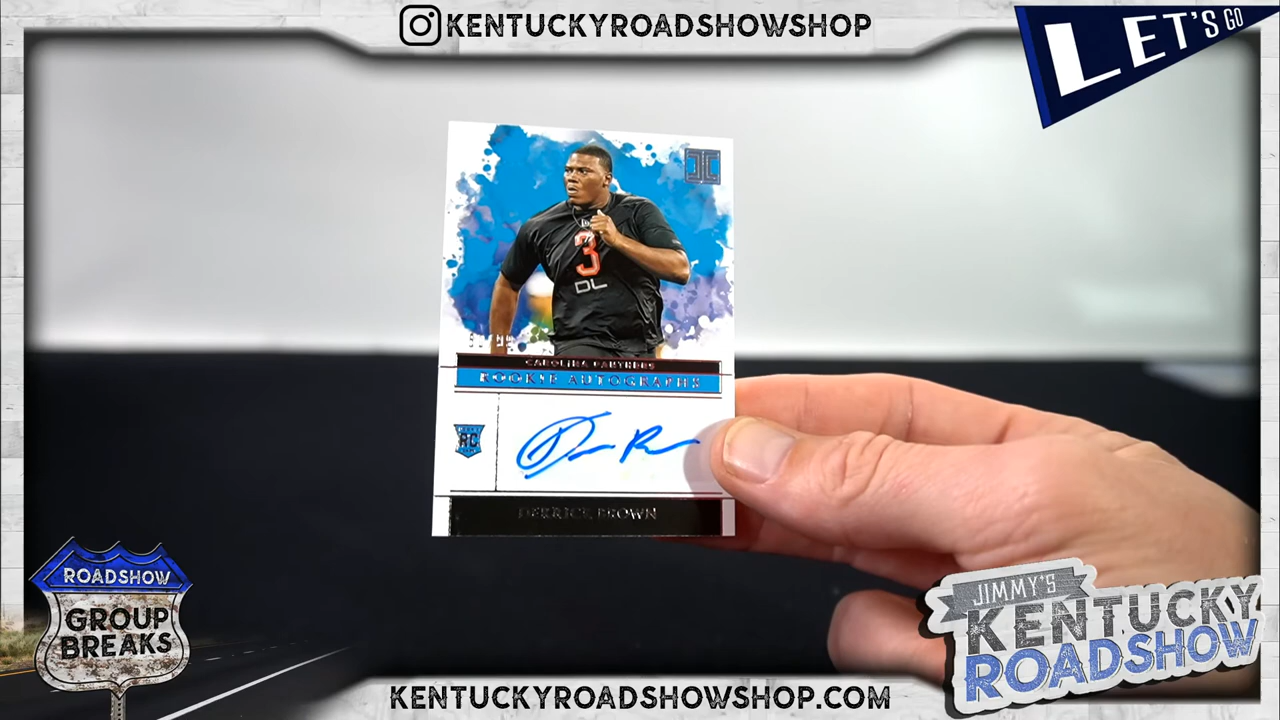 KENTUCKYROADSHOWSHOP
LET'S GO
3
DL
CAROLINA PANTHERS
ROOKIE AUTOGRAPHS
RC
DERRICK BROWN
ROADSHOW
GROUP
BREAKS
JIMMY'S
KENTUCKY
ROADSHOW
KENTUCKYROADSHOWSHOP.COM